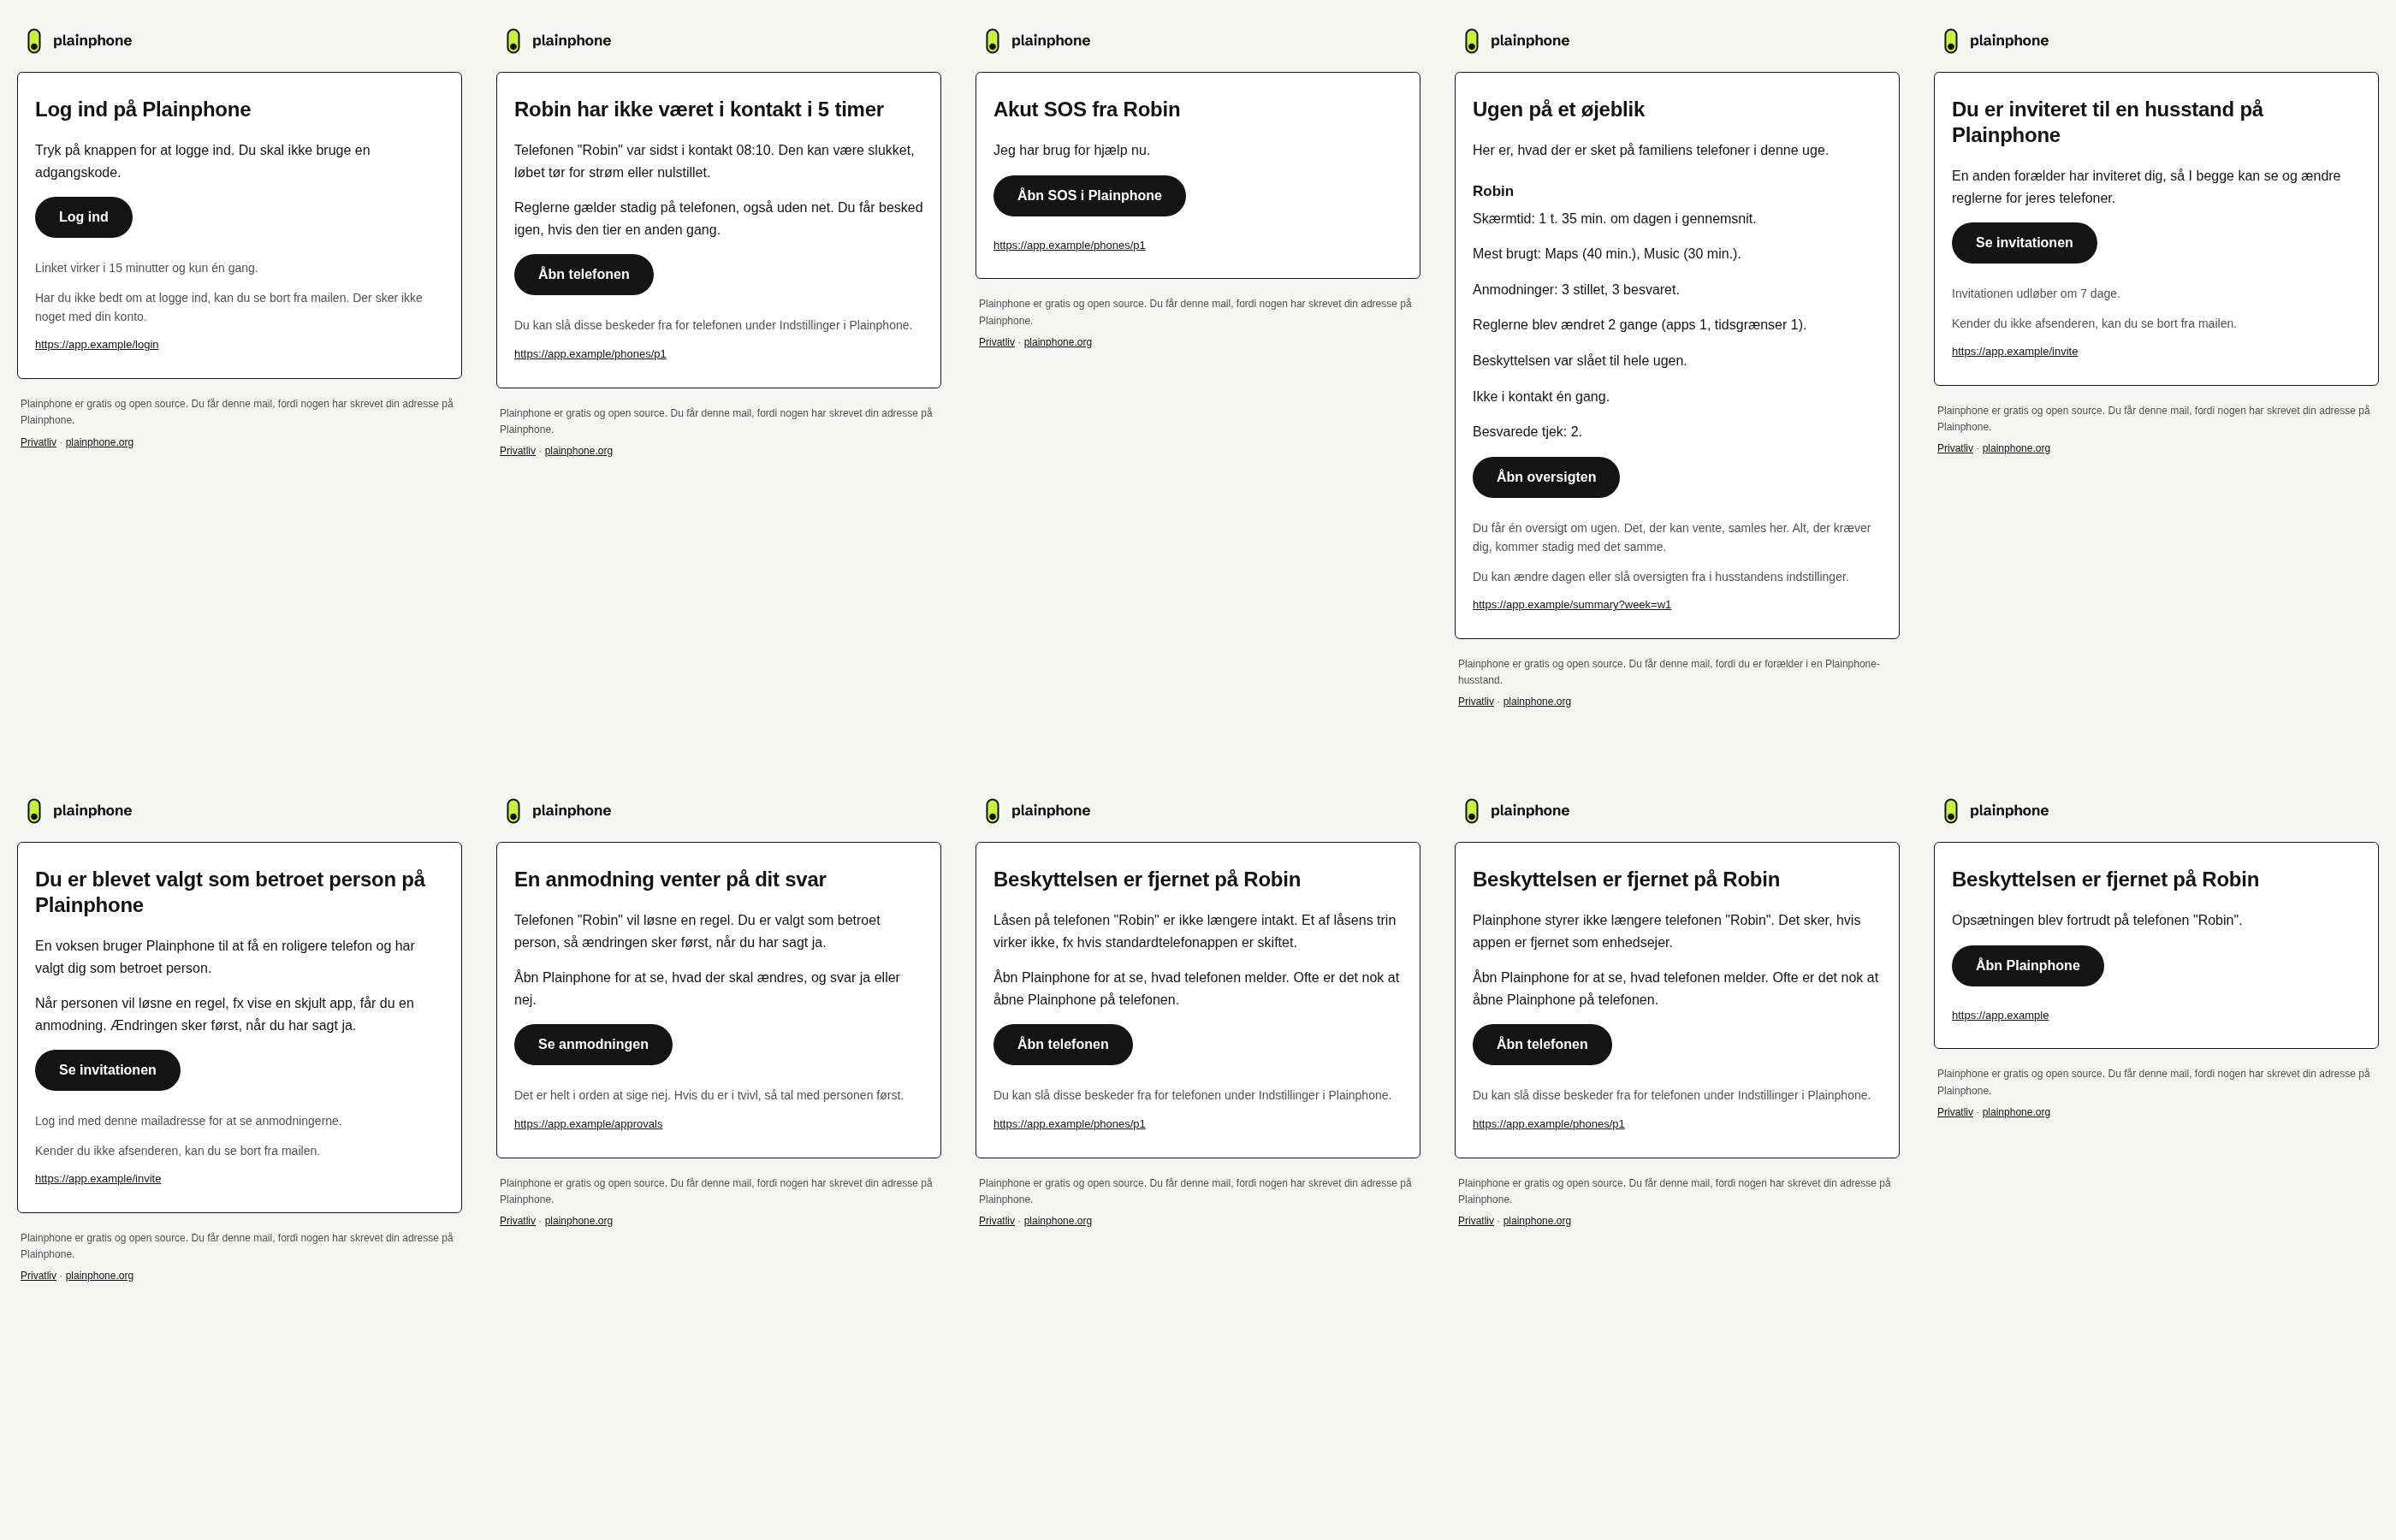 plainphone
Log ind på Plainphone
Tryk på knappen for at logge ind. Du skal ikke bruge en
adgangskode.
Log ind
Linket virker i 15 minutter og kun én gang.
Har du ikke bedt om at logge ind, kan du se bort fra mailen. Der sker ikke
noget med din konto.
https://app.example/login
Plainphone er gratis og open source. Du får denne mail, fordi nogen har skrevet din adresse på
Plainphone.
Privatliv · plainphone.org
plainphone
Robin har ikke været i kontakt i 5 timer
Telefonen "Robin" var sidst i kontakt 08:10. Den kan være slukket,
løbet tør for strøm eller nulstillet.
Reglerne gælder stadig på telefonen, også uden net. Du får besked
igen, hvis den tier en anden gang.
Åbn telefonen
Du kan slå disse beskeder fra for telefonen under Indstillinger i Plainphone.
https://app.example/phones/p1
Plainphone er gratis og open source. Du får denne mail, fordi nogen har skrevet din adresse på
Plainphone.
Privatliv · plainphone.org
plainphone
Akut SOS fra Robin
Jeg har brug for hjælp nu.
Åbn SOS i Plainphone
https://app.example/phones/p1
Plainphone er gratis og open source. Du får denne mail, fordi nogen har skrevet din adresse på
Plainphone.
Privatliv · plainphone.org
plainphone
Ugen på et øjeblik
Her er, hvad der er sket på familiens telefoner i denne uge.
Robin
Skærmtid: 1 t. 35 min. om dagen i gennemsnit.
Mest brugt: Maps (40 min.), Music (30 min.).
Anmodninger: 3 stillet, 3 besvaret.
Reglerne blev ændret 2 gange (apps 1, tidsgrænser 1).
Beskyttelsen var slået til hele ugen.
Ikke i kontakt én gang.
Besvarede tjek: 2.
Åbn oversigten
Du får én oversigt om ugen. Det, der kan vente, samles her. Alt, der kræver
dig, kommer stadig med det samme.
Du kan ændre dagen eller slå oversigten fra i husstandens indstillinger.
https://app.example/summary?week=w1
Plainphone er gratis og open source. Du får denne mail, fordi du er forælder i en Plainphone-
husstand.
Privatliv · plainphone.org
plainphone
Du er inviteret til en husstand på
Plainphone
En anden forælder har inviteret dig, så I begge kan se og ændre
reglerne for jeres telefoner.
Se invitationen
Invitationen udløber om 7 dage.
Kender du ikke afsenderen, kan du se bort fra mailen.
https://app.example/invite
Plainphone er gratis og open source. Du får denne mail, fordi nogen har skrevet din adresse på
Plainphone.
Privatliv · plainphone.org
plainphone
Du er blevet valgt som betroet person på
Plainphone
En voksen bruger Plainphone til at få en roligere telefon og har
valgt dig som betroet person.
Når personen vil løsne en regel, fx vise en skjult app, får du en
anmodning. Ændringen sker først, når du har sagt ja.
Se invitationen
Log ind med denne mailadresse for at se anmodningerne.
Kender du ikke afsenderen, kan du se bort fra mailen.
https://app.example/invite
Plainphone er gratis og open source. Du får denne mail, fordi nogen har skrevet din adresse på
Plainphone.
Privatliv · plainphone.org
plainphone
En anmodning venter på dit svar
Telefonen "Robin" vil løsne en regel. Du er valgt som betroet
person, så ændringen sker først, når du har sagt ja.
Åbn Plainphone for at se, hvad der skal ændres, og svar ja eller
nej.
Se anmodningen
Det er helt i orden at sige nej. Hvis du er i tvivl, så tal med personen først.
https://app.example/approvals
Plainphone er gratis og open source. Du får denne mail, fordi nogen har skrevet din adresse på
Plainphone.
Privatliv · plainphone.org
plainphone
Beskyttelsen er fjernet på Robin
Låsen på telefonen "Robin" er ikke længere intakt. Et af låsens trin
virker ikke, fx hvis standardtelefonappen er skiftet.
Åbn Plainphone for at se, hvad telefonen melder. Ofte er det nok at
åbne Plainphone på telefonen.
Åbn telefonen
Du kan slå disse beskeder fra for telefonen under Indstillinger i Plainphone.
https://app.example/phones/p1
Plainphone er gratis og open source. Du får denne mail, fordi nogen har skrevet din adresse på
Plainphone.
Privatliv · plainphone.org
plainphone
Beskyttelsen er fjernet på Robin
Plainphone styrer ikke længere telefonen "Robin". Det sker, hvis
appen er fjernet som enhedsejer.
Åbn Plainphone for at se, hvad telefonen melder. Ofte er det nok at
åbne Plainphone på telefonen.
Åbn telefonen
Du kan slå disse beskeder fra for telefonen under Indstillinger i Plainphone.
https://app.example/phones/p1
Plainphone er gratis og open source. Du får denne mail, fordi nogen har skrevet din adresse på
Plainphone.
Privatliv · plainphone.org
plainphone
Beskyttelsen er fjernet på Robin
Opsætningen blev fortrudt på telefonen "Robin".
Åbn Plainphone
https://app.example
Plainphone er gratis og open source. Du får denne mail, fordi nogen har skrevet din adresse på
Plainphone.
Privatliv · plainphone.org